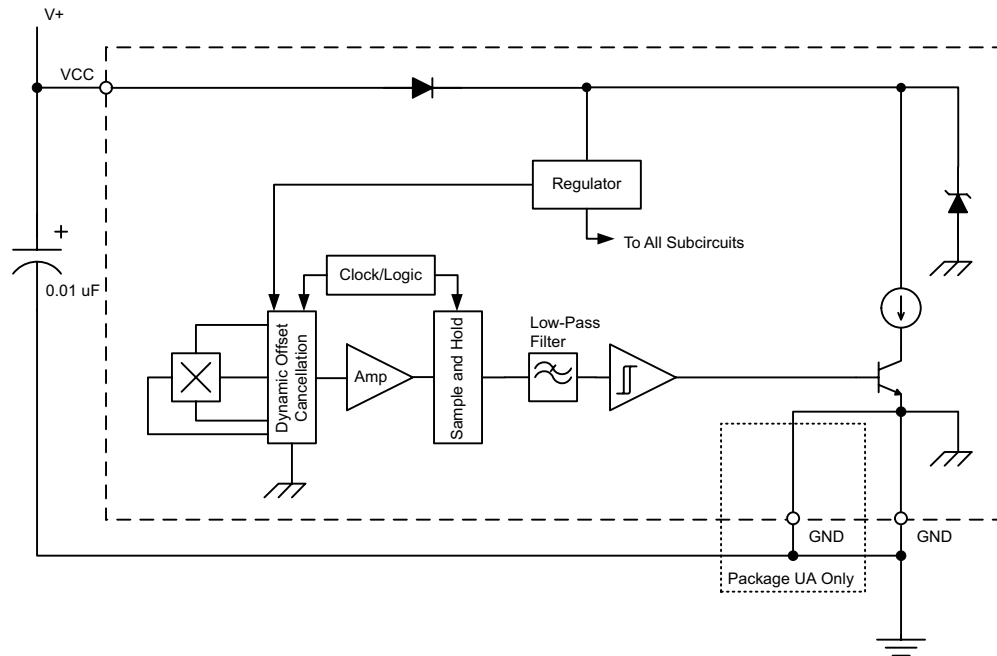 V+
VCC
Regulator
To All Subcircuits
+
0.01 uF
Clock/Logic
Dynamic Offset
Cancellation
Amp
Sample and Hold
Low-Pass
Filter
GND
GND
Package UA Only